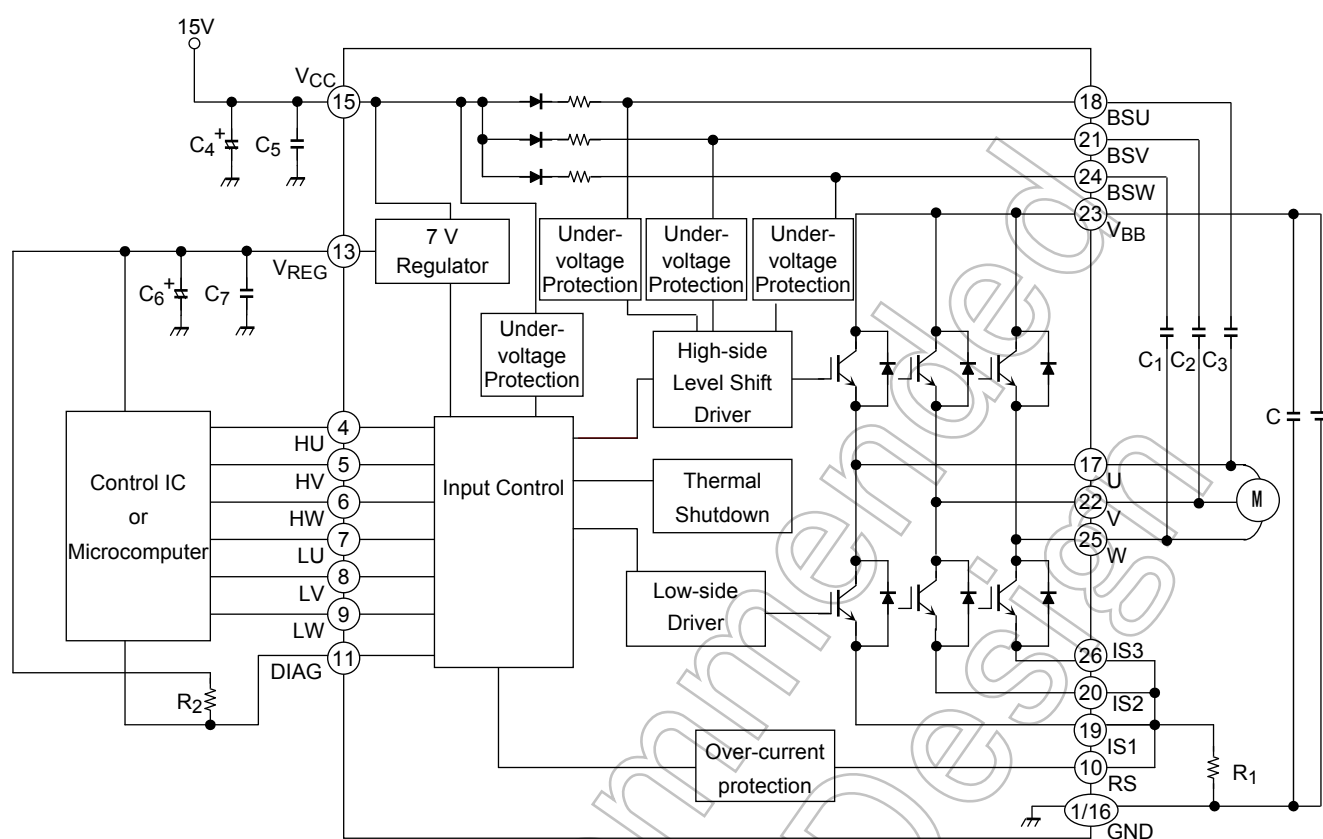 15V
VCC
15
C4
+
C5
18
BSU
21
BSV
24
BSW
23
VBB
13
VREG
7 V
Regulator
C6
+
C7
Under-
voltage
Protection
Under-
voltage
Protection
Under-
voltage
Protection
Under-
voltage
Protection
High-side
Level Shift
Driver
C1
C2
C3
C
Control IC
or
Microcomputer
4
HU
5
HV
6
HW
7
LU
8
LV
9
LW
11
DIAG
Input Control
Thermal
Shutdown
Low-side
Driver
17
U
22
V
25
W
M
26
IS3
20
IS2
19
IS1
10
RS
1/16
GND
R2
R1
Over-current
protection
mmended
Design